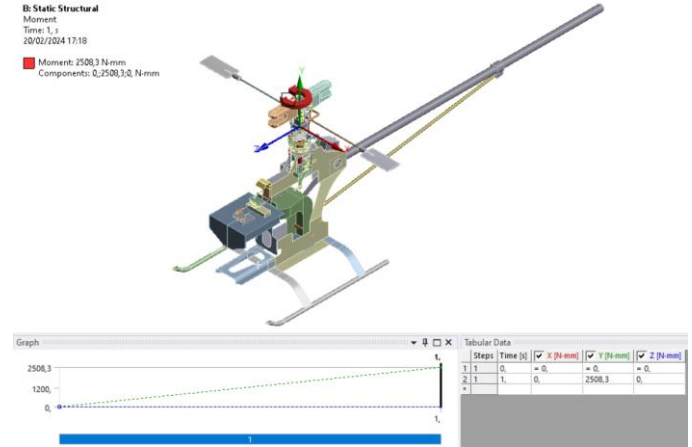 B: Static Structural
Moment
Time: 1, s
20/02/2024 17:18
Moment: 2508,3 N-mm
Components: 0,;2508,3;0, N-mm
Y
Z
Graph
Tabular Data
1,
2508,3
1200,
0,
1,
1
Steps Time [s] X [N-mm] Y [N-mm] Z [N-mm]
1 1 0, = 0, = 0, = 0,
2 1 1, 0, 2508,3 0,
*